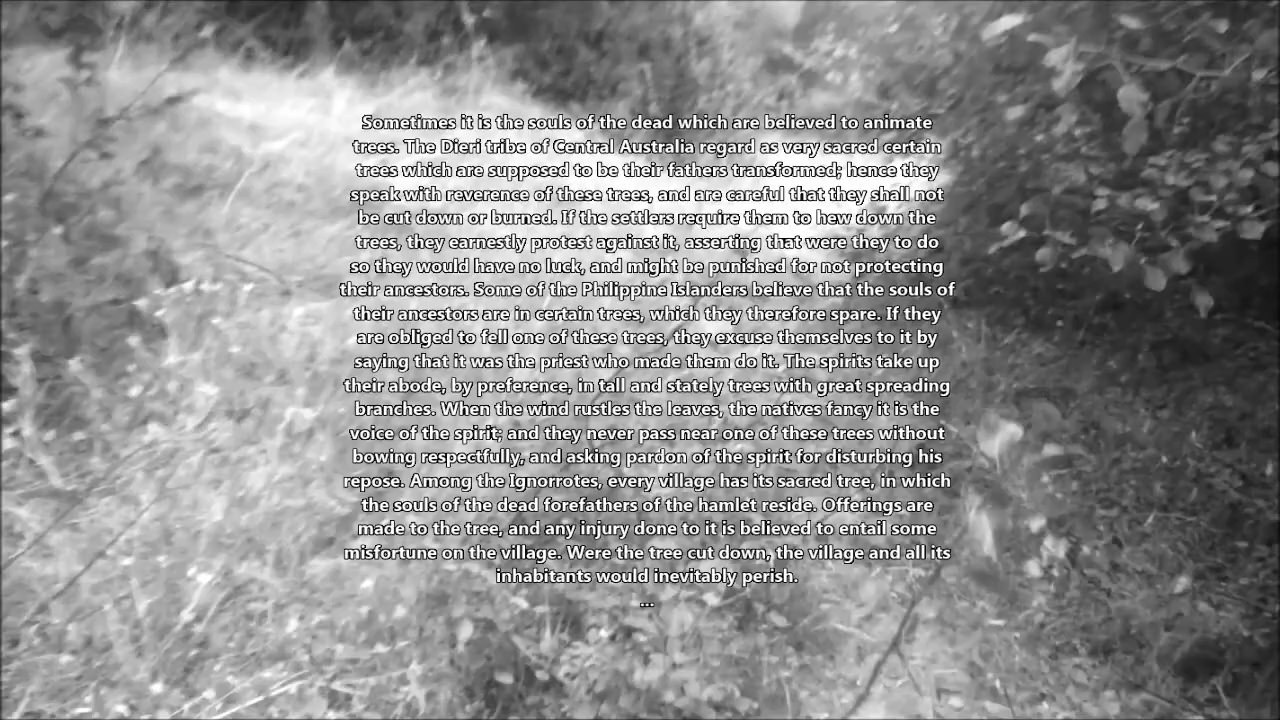 Sometimes it is the souls of the dead which are believed to animate
trees. The Dieri tribe of Central Australia regard as very sacred certain
trees which are supposed to be their fathers transformed; hence they
speak with reverence of these trees, and are careful that they shall not
be cut down or burned. If the settlers require them to hew down the
trees, they earnestly protest against it, asserting that were they to do
so they would have no luck, and might be punished for not protecting
their ancestors. Some of the Philippine Islanders believe that the souls of
their ancestors are in certain trees, which they therefore spare. If they
are obliged to fell one of these trees, they excuse themselves to it by
saying that it was the priest who made them do it. The spirits take up
their abode, by preference, in tall and stately trees with great spreading
branches. When the wind rustles the leaves, the natives fancy it is the
voice of the spirit; and they never pass near one of these trees without
bowing respectfully, and asking pardon of the spirit for disturbing his
repose. Among the Ignorrotes, every village has its sacred tree, in which
the souls of the dead forefathers of the hamlet reside. Offerings are
made to the tree, and any injury done to it is believed to entail some
misfortune on the village. Were the tree cut down, the village and all its
inhabitants would inevitably perish.
...